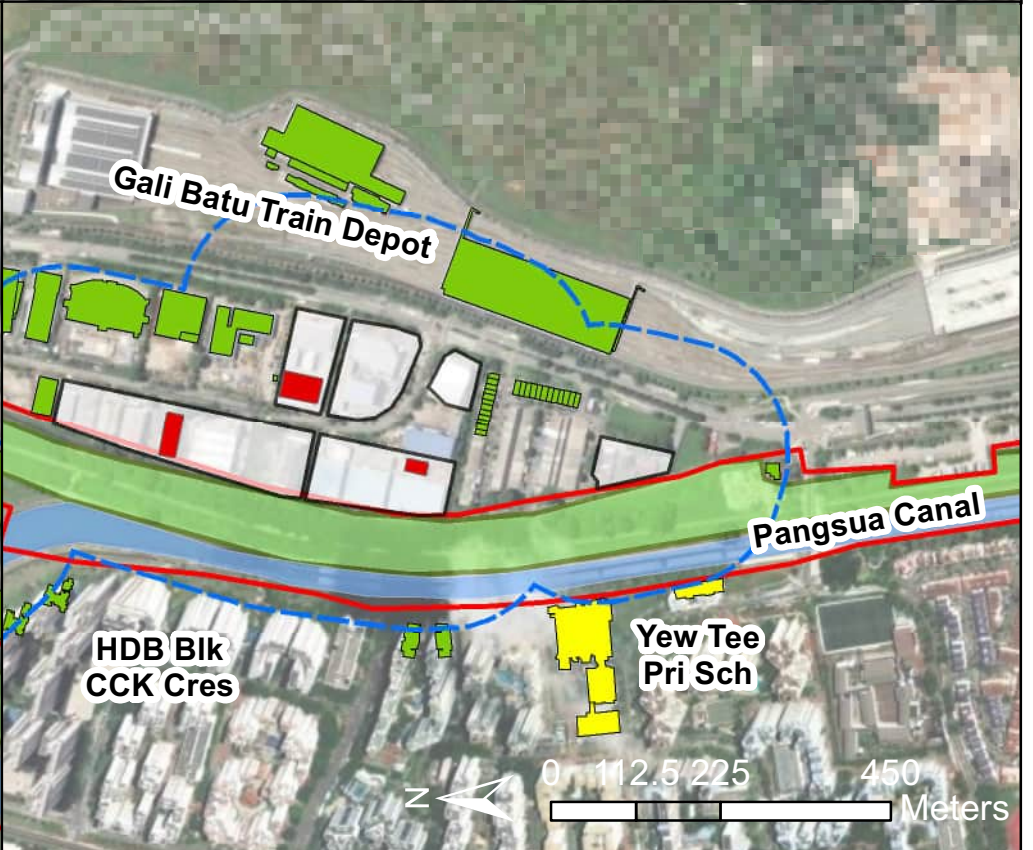 Gali Batu Train Depot
Pangsua Canal
HDB Blk
CCK Cres
Yew Tee
Pri Sch
N
0 112.5 225 450
Meters